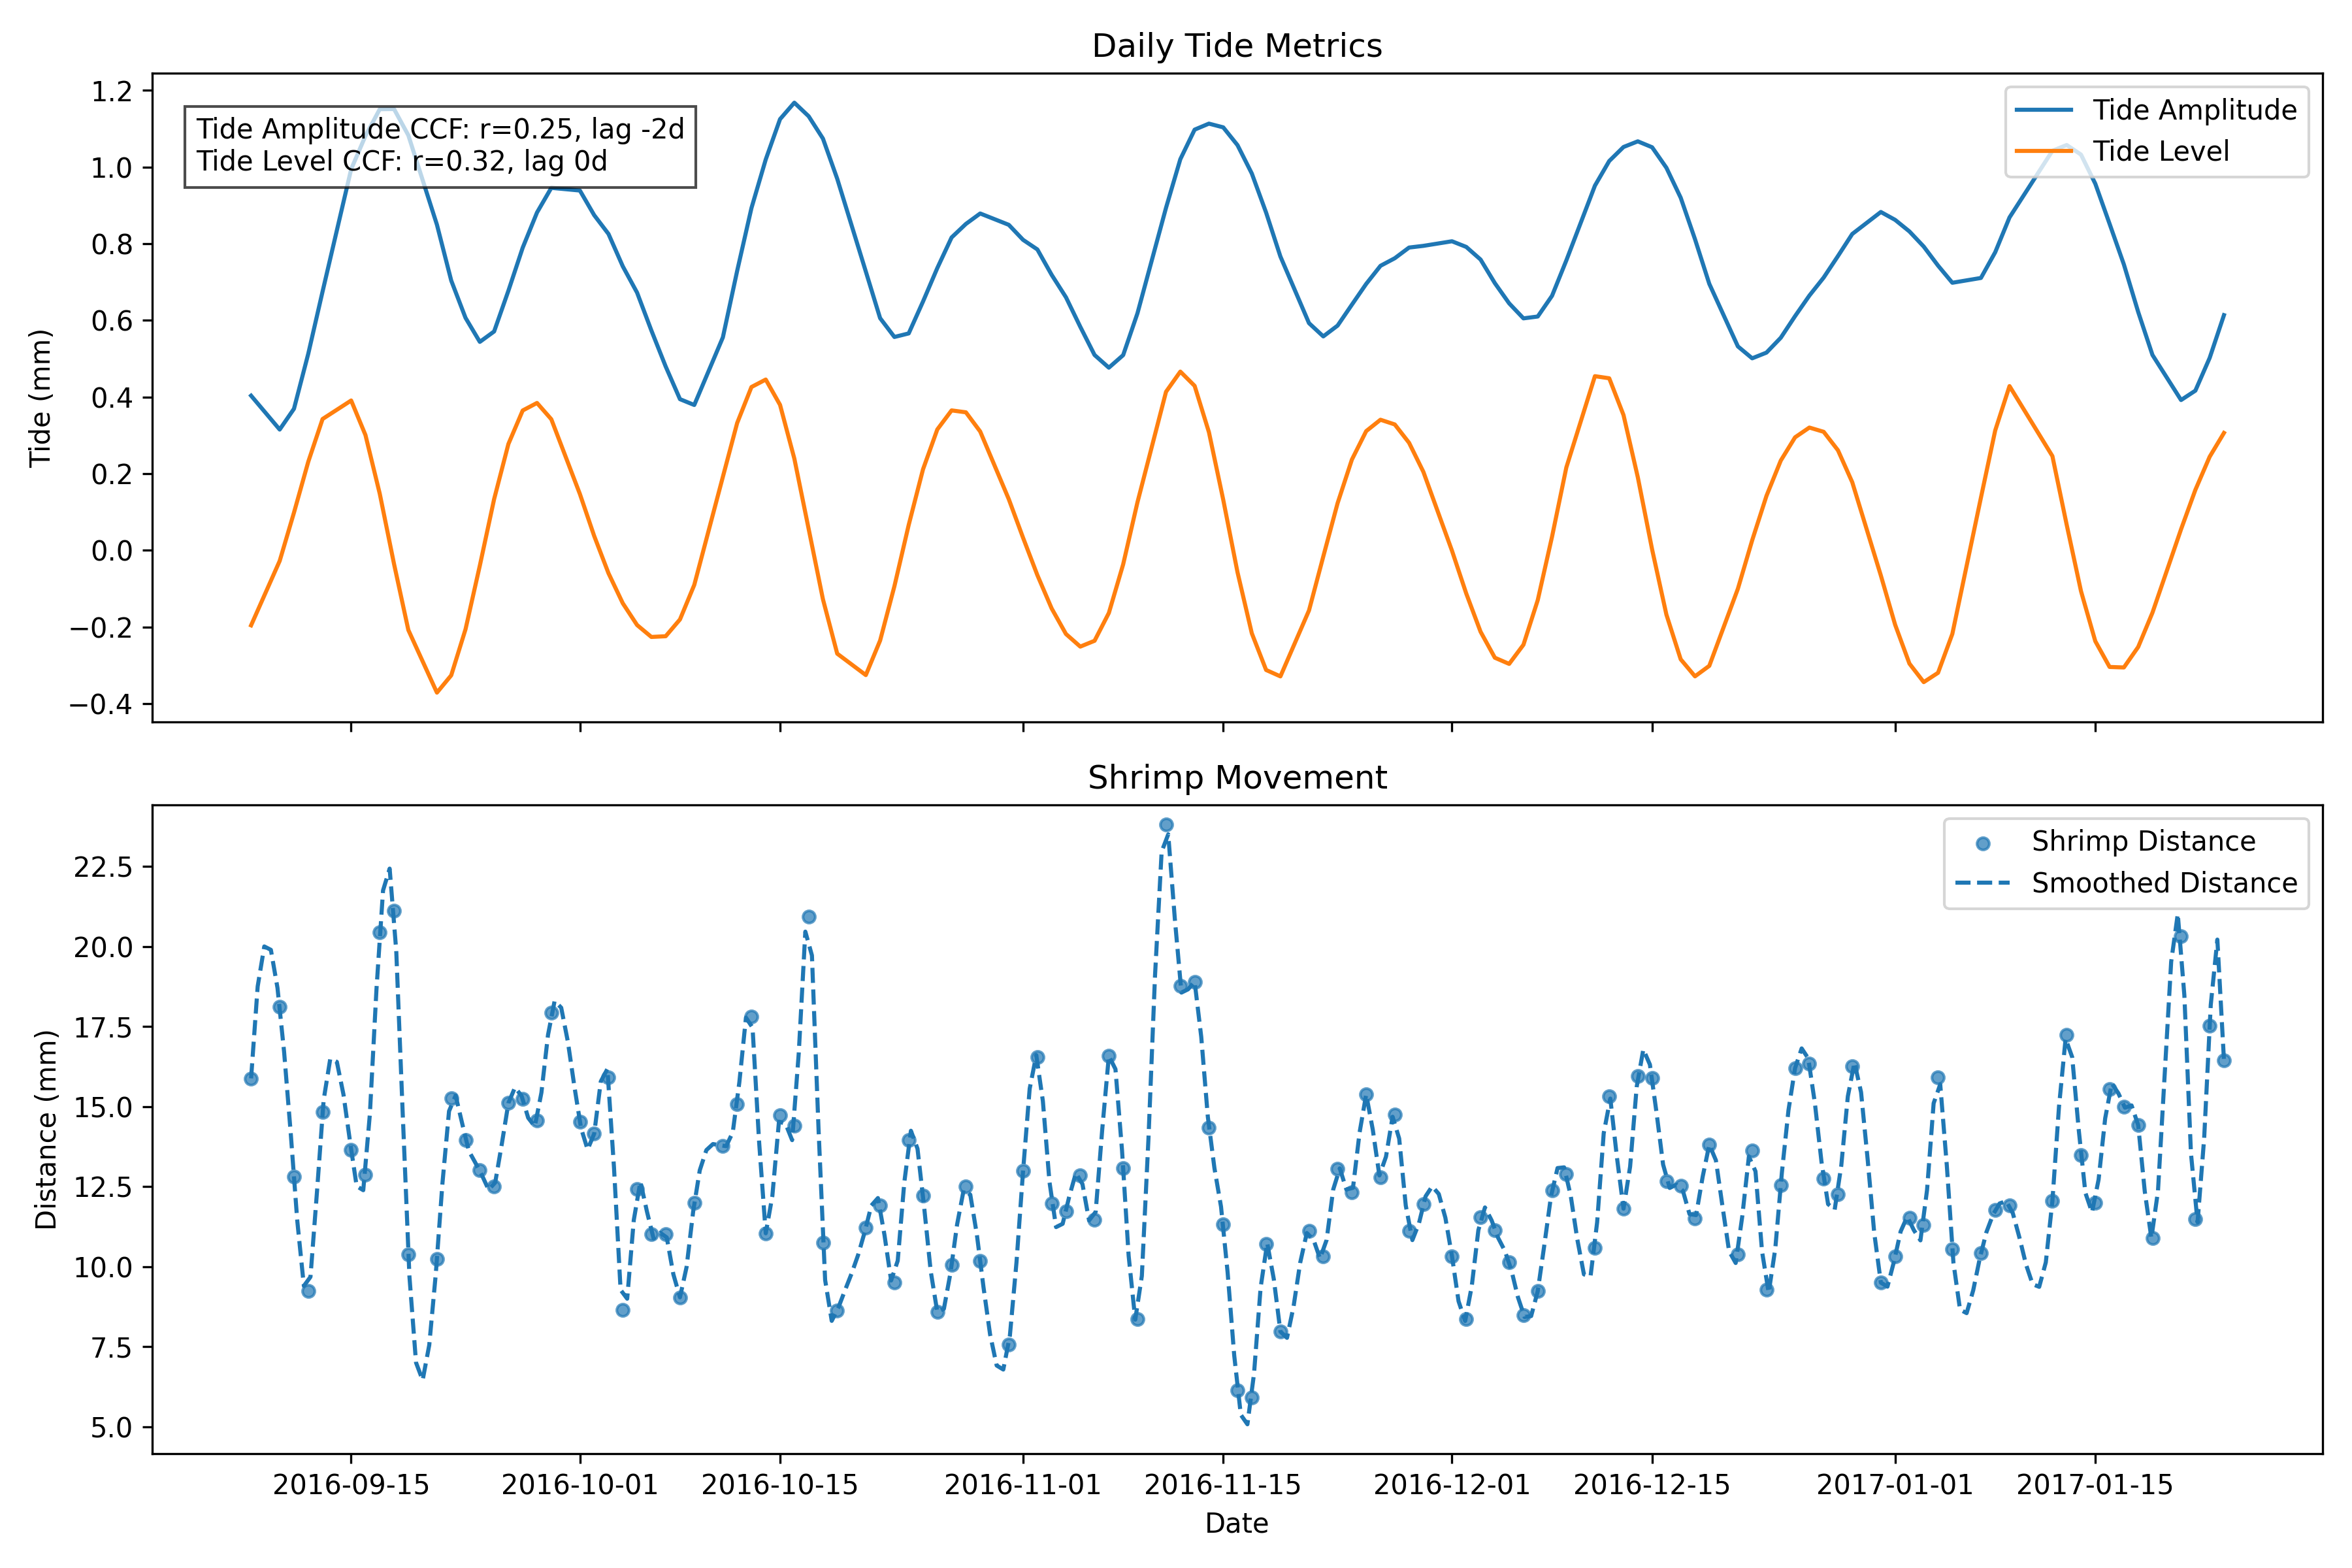 Daily Tide Metrics
Tide (mm)
1.2
1.0
0.8
0.6
0.4
0.2
0.0
−0.2
−0.4
Tide Amplitude CCF: r=0.25, lag -2d
Tide Level CCF: r=0.32, lag 0d
Tide Amplitude
Tide Level
Shrimp Movement
Distance (mm)
22.5
20.0
17.5
15.0
12.5
10.0
7.5
5.0
Shrimp Distance
Smoothed Distance
2016-09-15 2016-10-01 2016-10-15 2016-11-01 2016-11-15 2016-12-01 2016-12-15 2017-01-01 2017-01-15
Date